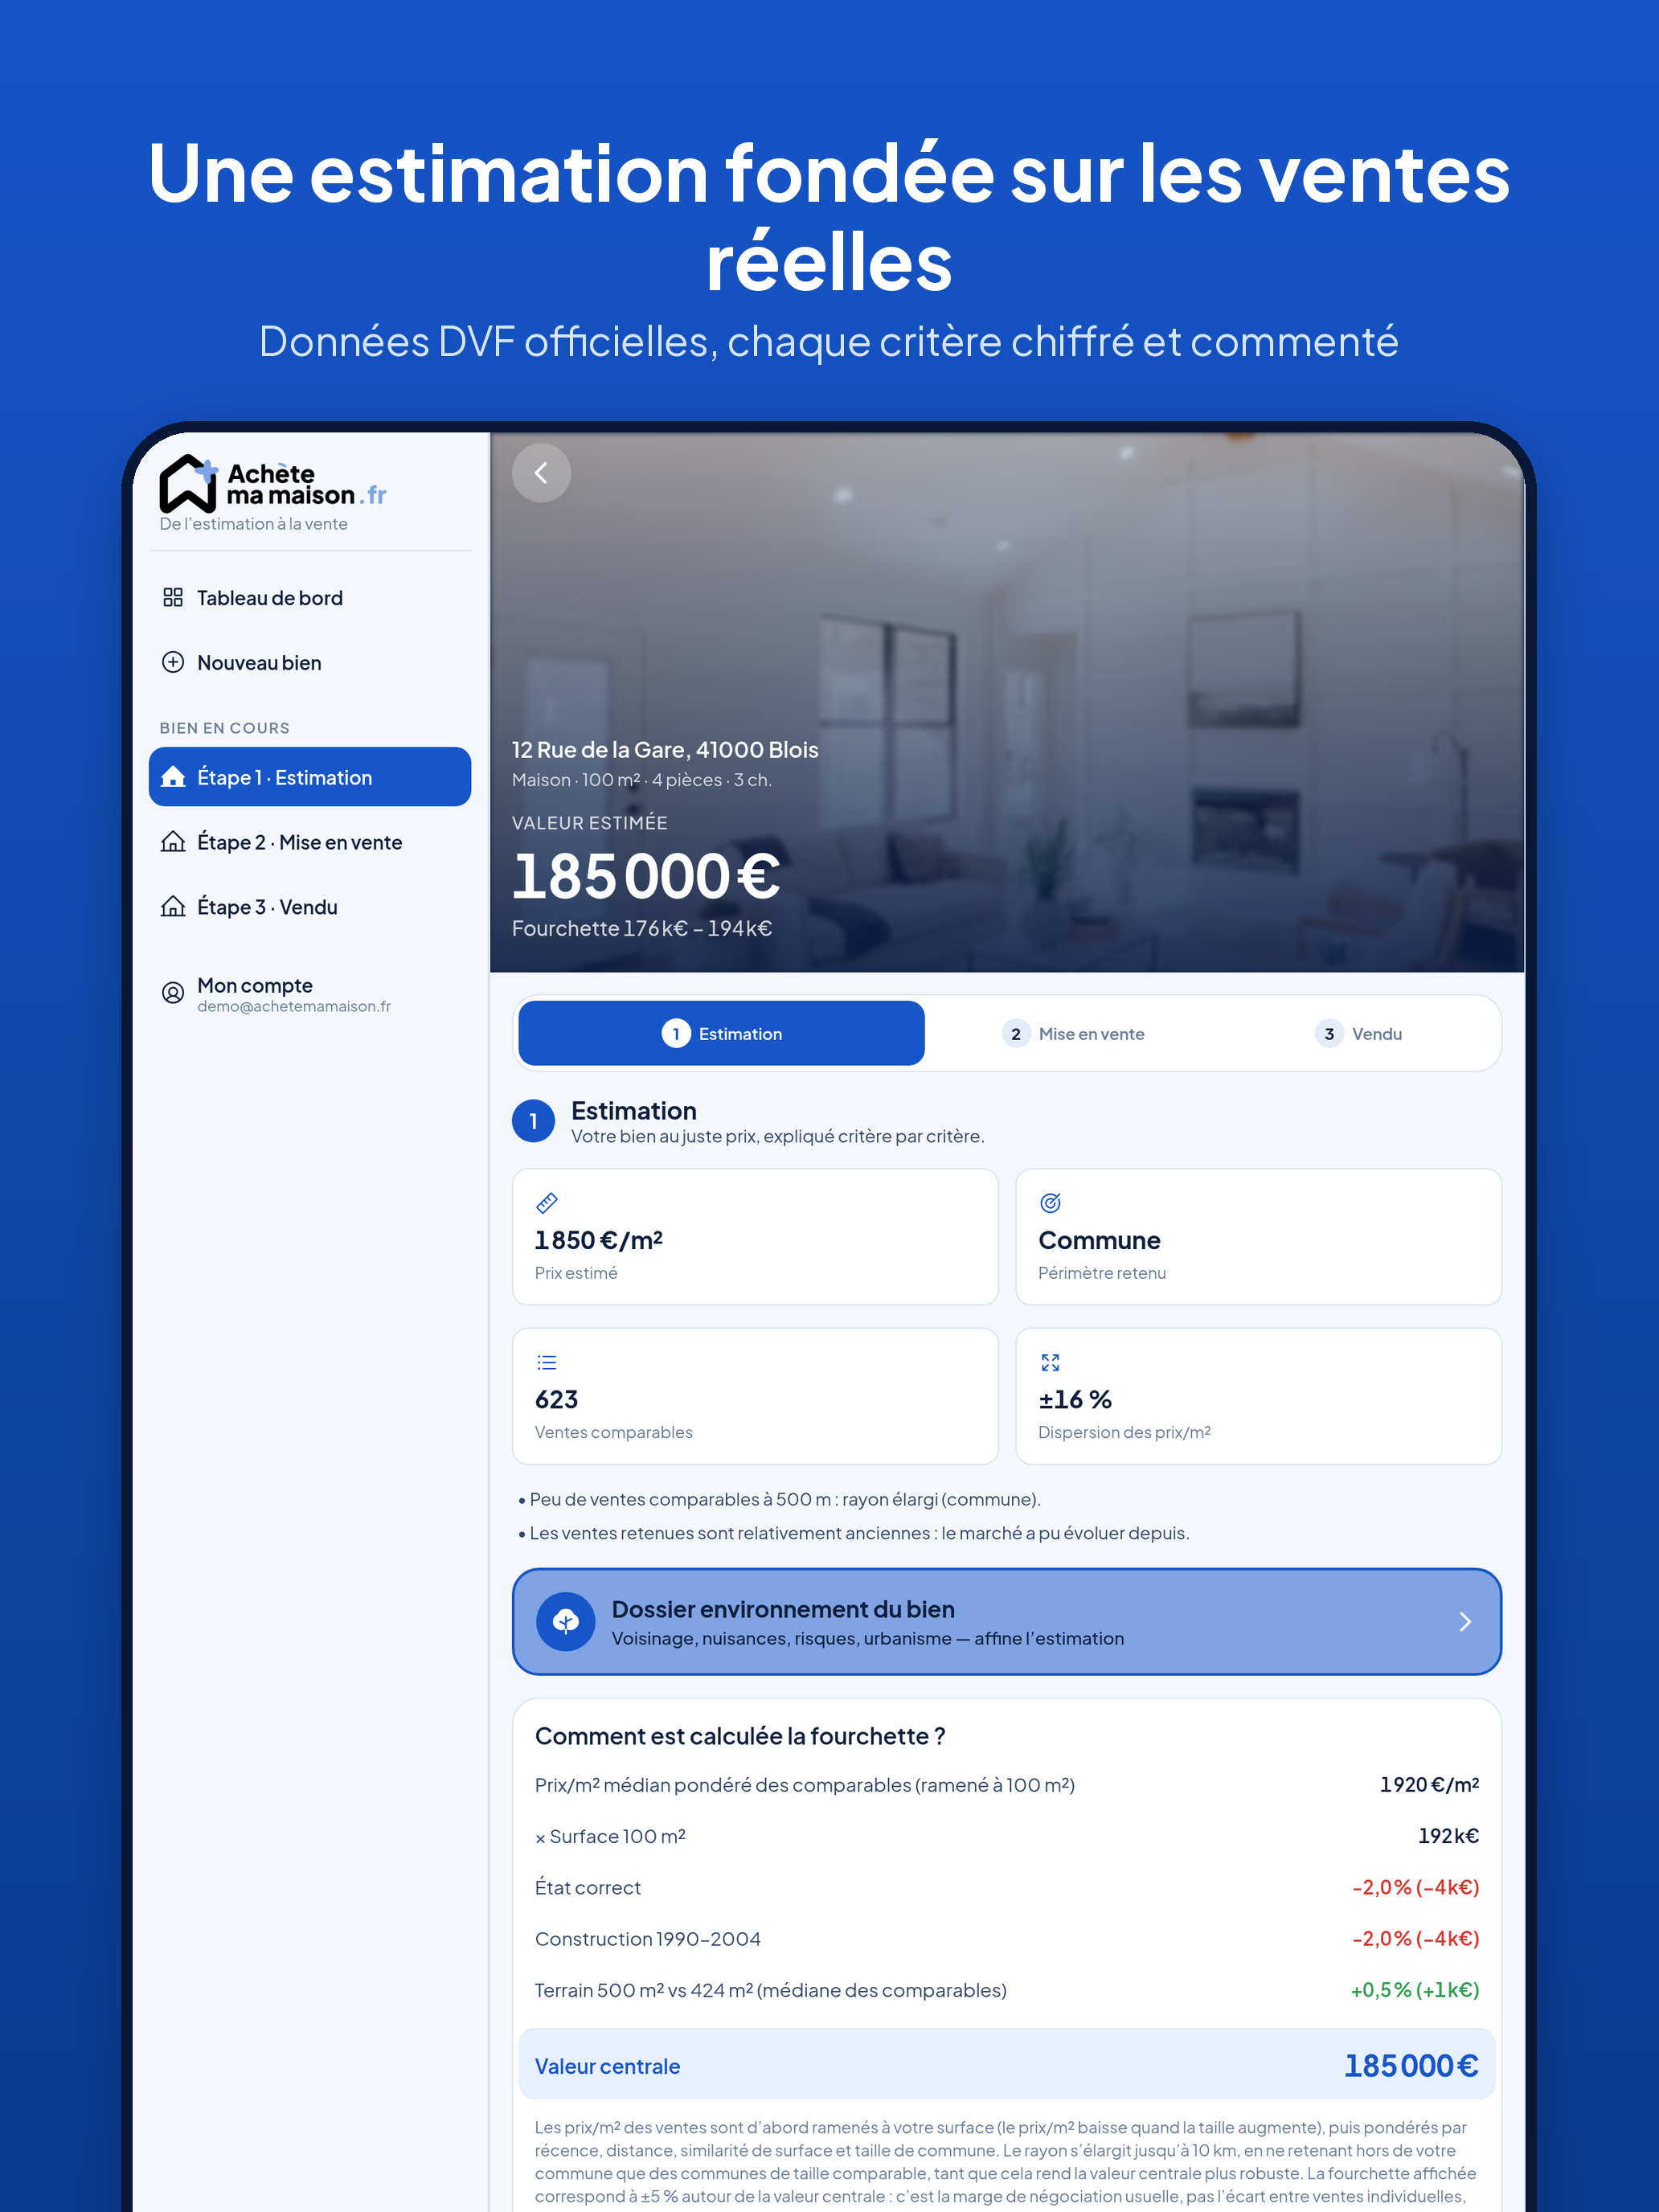 Une estimation fondée sur les ventes
réelles
Données DVF officielles, chaque critère chiffré et commenté
Achète
ma maison.fr
De l’estimation à la vente
Tableau de bord
Nouveau bien
BIEN EN COURS
Étape 1 · Estimation
Étape 2 · Mise en vente
Étape 3 · Vendu
Mon compte
demo@achetemamaison.fr
12 Rue de la Gare, 41000 Blois
Maison · 100 m² · 4 pièces · 3 ch.
VALEUR ESTIMÉE
185 000 €
Fourchette 176 k€ – 194 k€
1 Estimation
2 Mise en vente
3 Vendu
1
Estimation
Votre bien au juste prix, expliqué critère par critère.
1 850 €/m²
Prix estimé
Commune
Périmètre retenu
623
Ventes comparables
±16 %
Dispersion des prix/m²
• Peu de ventes comparables à 500 m : rayon élargi (commune).
• Les ventes retenues sont relativement anciennes : le marché a pu évoluer depuis.
Dossier environnement du bien
Voisinage, nuisances, risques, urbanisme — affine l’estimation
Comment est calculée la fourchette ?
Prix/m² médian pondéré des comparables (ramené à 100 m²) 1 920 €/m²
× Surface 100 m² 192 k€
État correct -2,0 % (−4 k€)
Construction 1990–2004 -2,0 % (−4 k€)
Terrain 500 m² vs 424 m² (médiane des comparables) +0,5 % (+1 k€)
Valeur centrale 185 000 €
Les prix/m² des ventes sont d’abord ramenés à votre surface (le prix/m² baisse quand la taille augmente), puis pondérés par
récence, distance, similarité de surface et taille de commune. Le rayon s’élargit jusqu’à 10 km, en ne retenant hors de votre
commune que des communes de taille comparable, tant que cela rend la valeur centrale plus robuste. La fourchette affichée
correspond à ±5 % autour de la valeur centrale : c’est la marge de négociation usuelle, pas l’écart entre ventes individuelles,